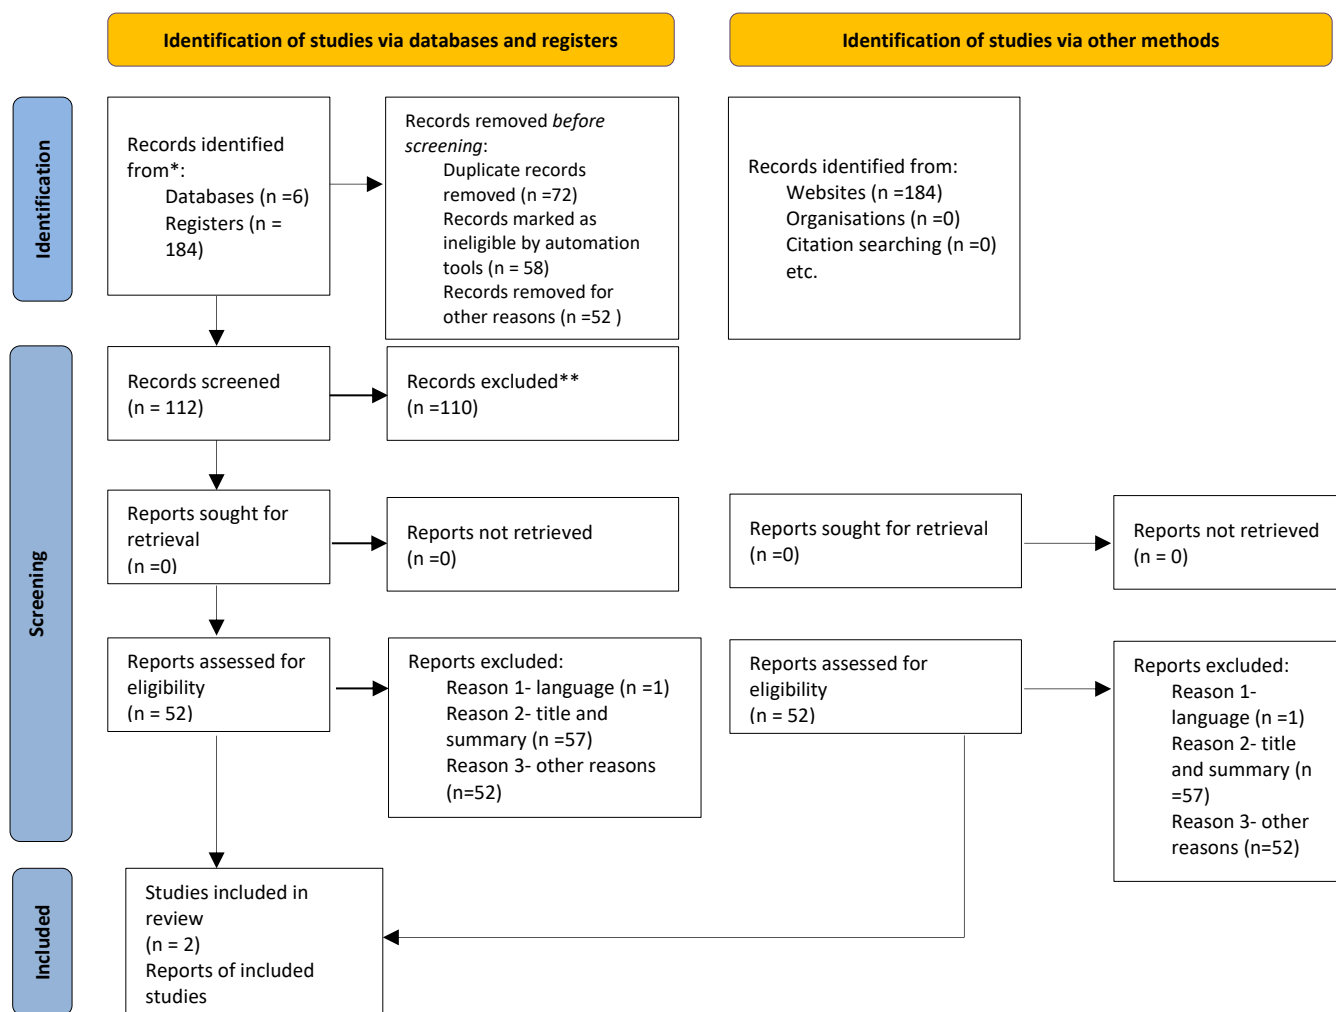 Identification of studies via databases and registers
Identification of studies via other methods
Identification
Records identified
from*:
Databases (n =6)
Registers (n =
184)
Records removed before
screening:
Duplicate records
removed (n =72)
Records marked as
ineligible by automation
tools (n = 58)
Records removed for
other reasons (n =52 )
Records identified from:
Websites (n =184)
Organisations (n =0)
Citation searching (n =0)
etc.
Screening
Records screened
(n = 112)
Records excluded**
(n =110)
Reports sought for
retrieval
(n =0)
Reports not retrieved
(n =0)
Reports sought for retrieval
(n =0)
Reports not retrieved
(n = 0)
Reports assessed for
eligibility
(n = 52)
Reports excluded:
Reason 1- language (n =1)
Reason 2- title and
summary (n =57)
Reason 3- other reasons
(n=52)
Reports assessed for
eligibility
(n = 52)
Reports excluded:
Reason 1-
language (n =1)
Reason 2- title
and summary (n
=57)
Reason 3- other
reasons (n=52)
Included
Studies included in
review
(n = 2)
Reports of included
studies